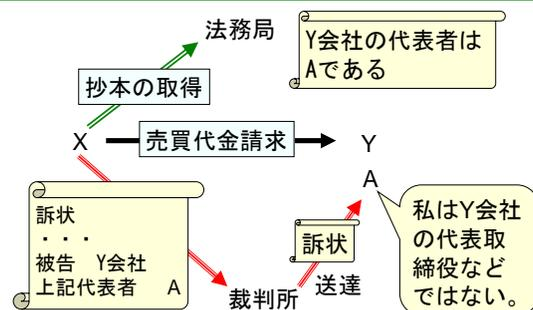 法務局
Y会社の代表者は
Aである
抄本の取得
X
売買代金請求
Y
A
訴状
・・・
被告 Y会社
上記代表者 A
裁判所
訴状
送達
私はY会社
の代表取
締役など
ではない。